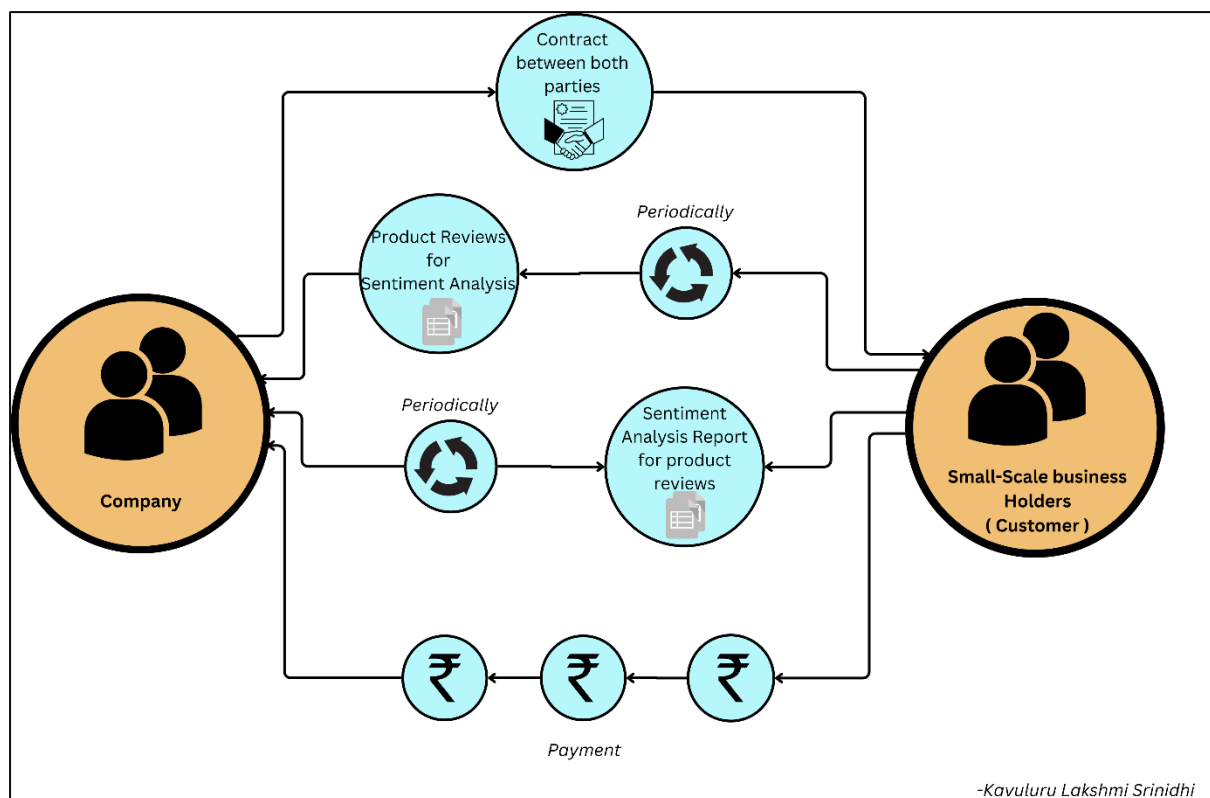 Contract
between both
parties
Periodically
Product Reviews
for
Sentiment Analysis
Periodically
Sentiment
Analysis Report
for product
reviews
Company
Small-Scale business
Holders
( Customer )
₹
₹
₹
Payment
-Kavuluru Lakshmi Srinidhi